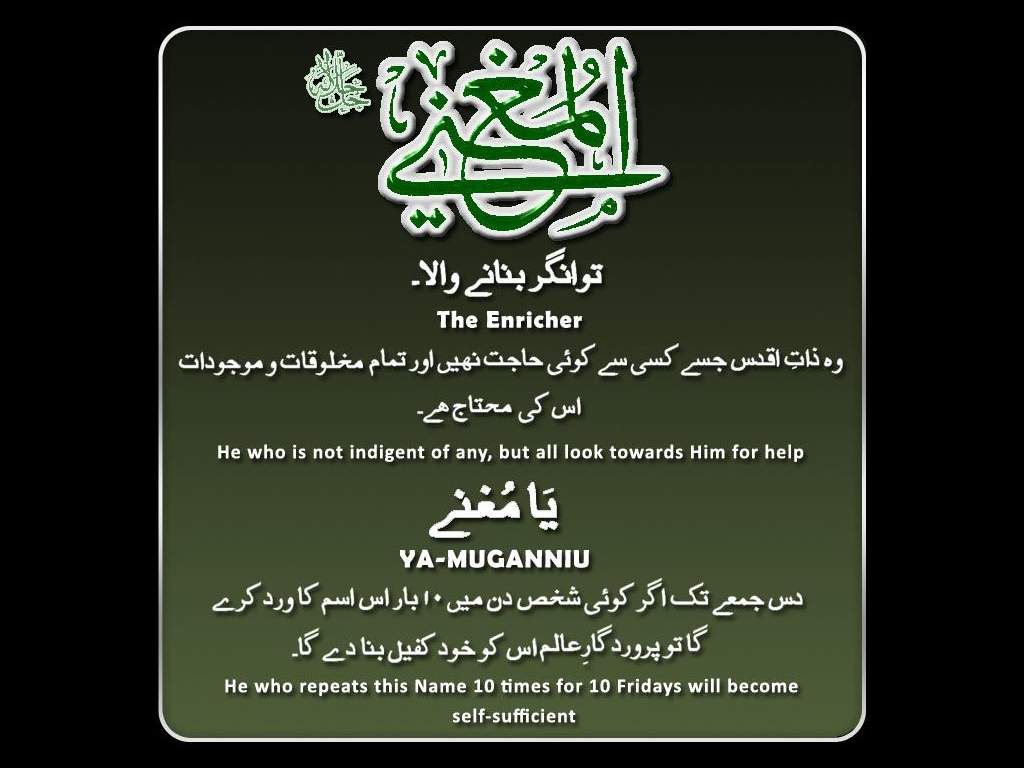 المغني
جل جلاله
توانگر بنانے والا۔
The Enricher
وہ ذاتِ اقدس جسے کسی سے کوئی حاجت نہیں اور تمام مخلوقات و موجودات
اس کی محتاج ھے۔
He who is not indigent of any, but all look towards Him for help
یَا مُغنے
YA-MUGANNIU
دس جمعے تک اگر کوئی شخص دن میں ۱۰ بار اس اسم کا ورد کرے
گا تو پروردگارِعالم اس کو خود کفیل بنا دے گا۔
He who repeats this Name 10 times for 10 Fridays will become
self-sufficient